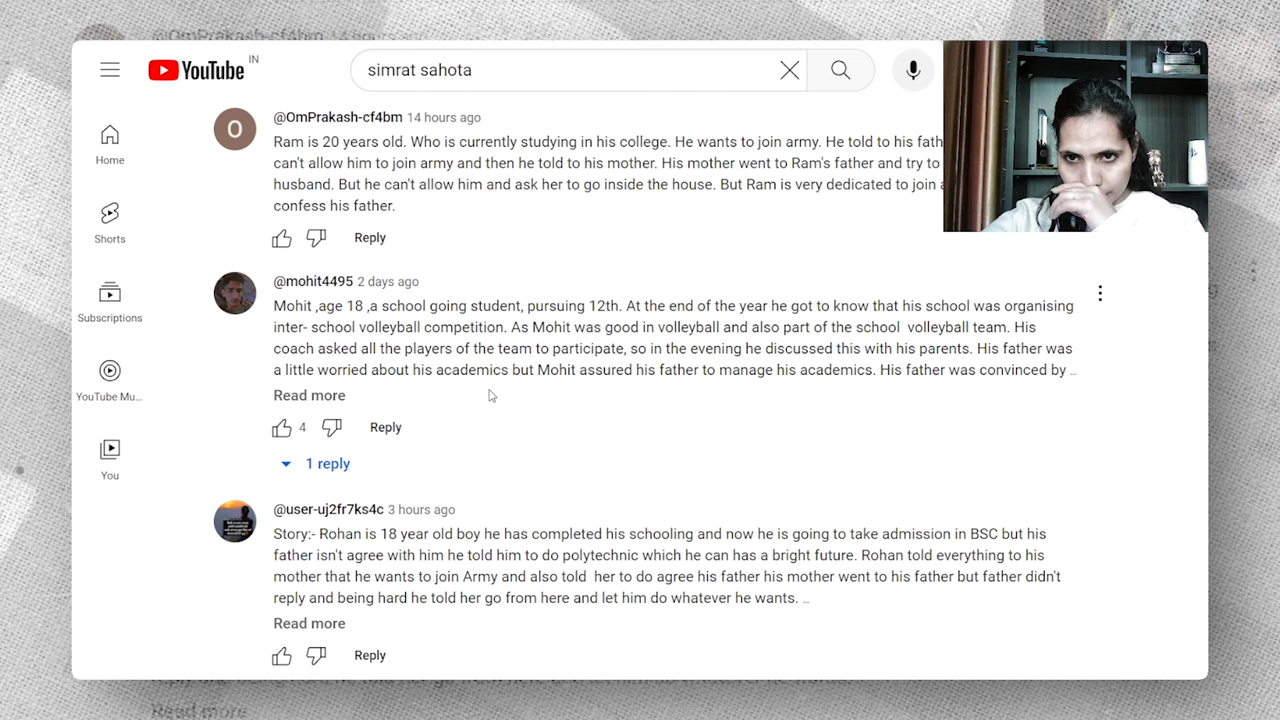 @OmPrakash-cf4bm
YouTube IN
simrat sahota
Home
Shorts
Subscriptions
YouTube Mu...
You
@OmPrakash-cf4bm 14 hours ago
O
Ram is 20 years old. Who is currently studying in his college. He wants to join army. He told to his fath
can't allow him to join army and then he told to his mother. His mother went to Ram's father and try to
husband. But he can't allow him and ask her to go inside the house. But Ram is very dedicated to join a
confess his father.
Reply
@mohit4495 2 days ago
Mohit ,age 18 ,a school going student, pursuing 12th. At the end of the year he got to know that his school was organising
inter- school volleyball competition. As Mohit was good in volleyball and also part of the school volleyball team. His
coach asked all the players of the team to participate, so in the evening he discussed this with his parents. His father was
a little worried about his academics but Mohit assured his father to manage his academics. His father was convinced by ...
Read more
4 Reply
1 reply
@user-uj2fr7ks4c 3 hours ago
Story:- Rohan is 18 year old boy he has completed his schooling and now he is going to take admission in BSC but his
father isn't agree with him he told him to do polytechnic which he can has a bright future. Rohan told everything to his
mother that he wants to join Army and also told her to do agree his father his mother went to his father but father didn't
reply and being hard he told her go from here and let him do whatever he wants. ...
Read more
Reply
Read more